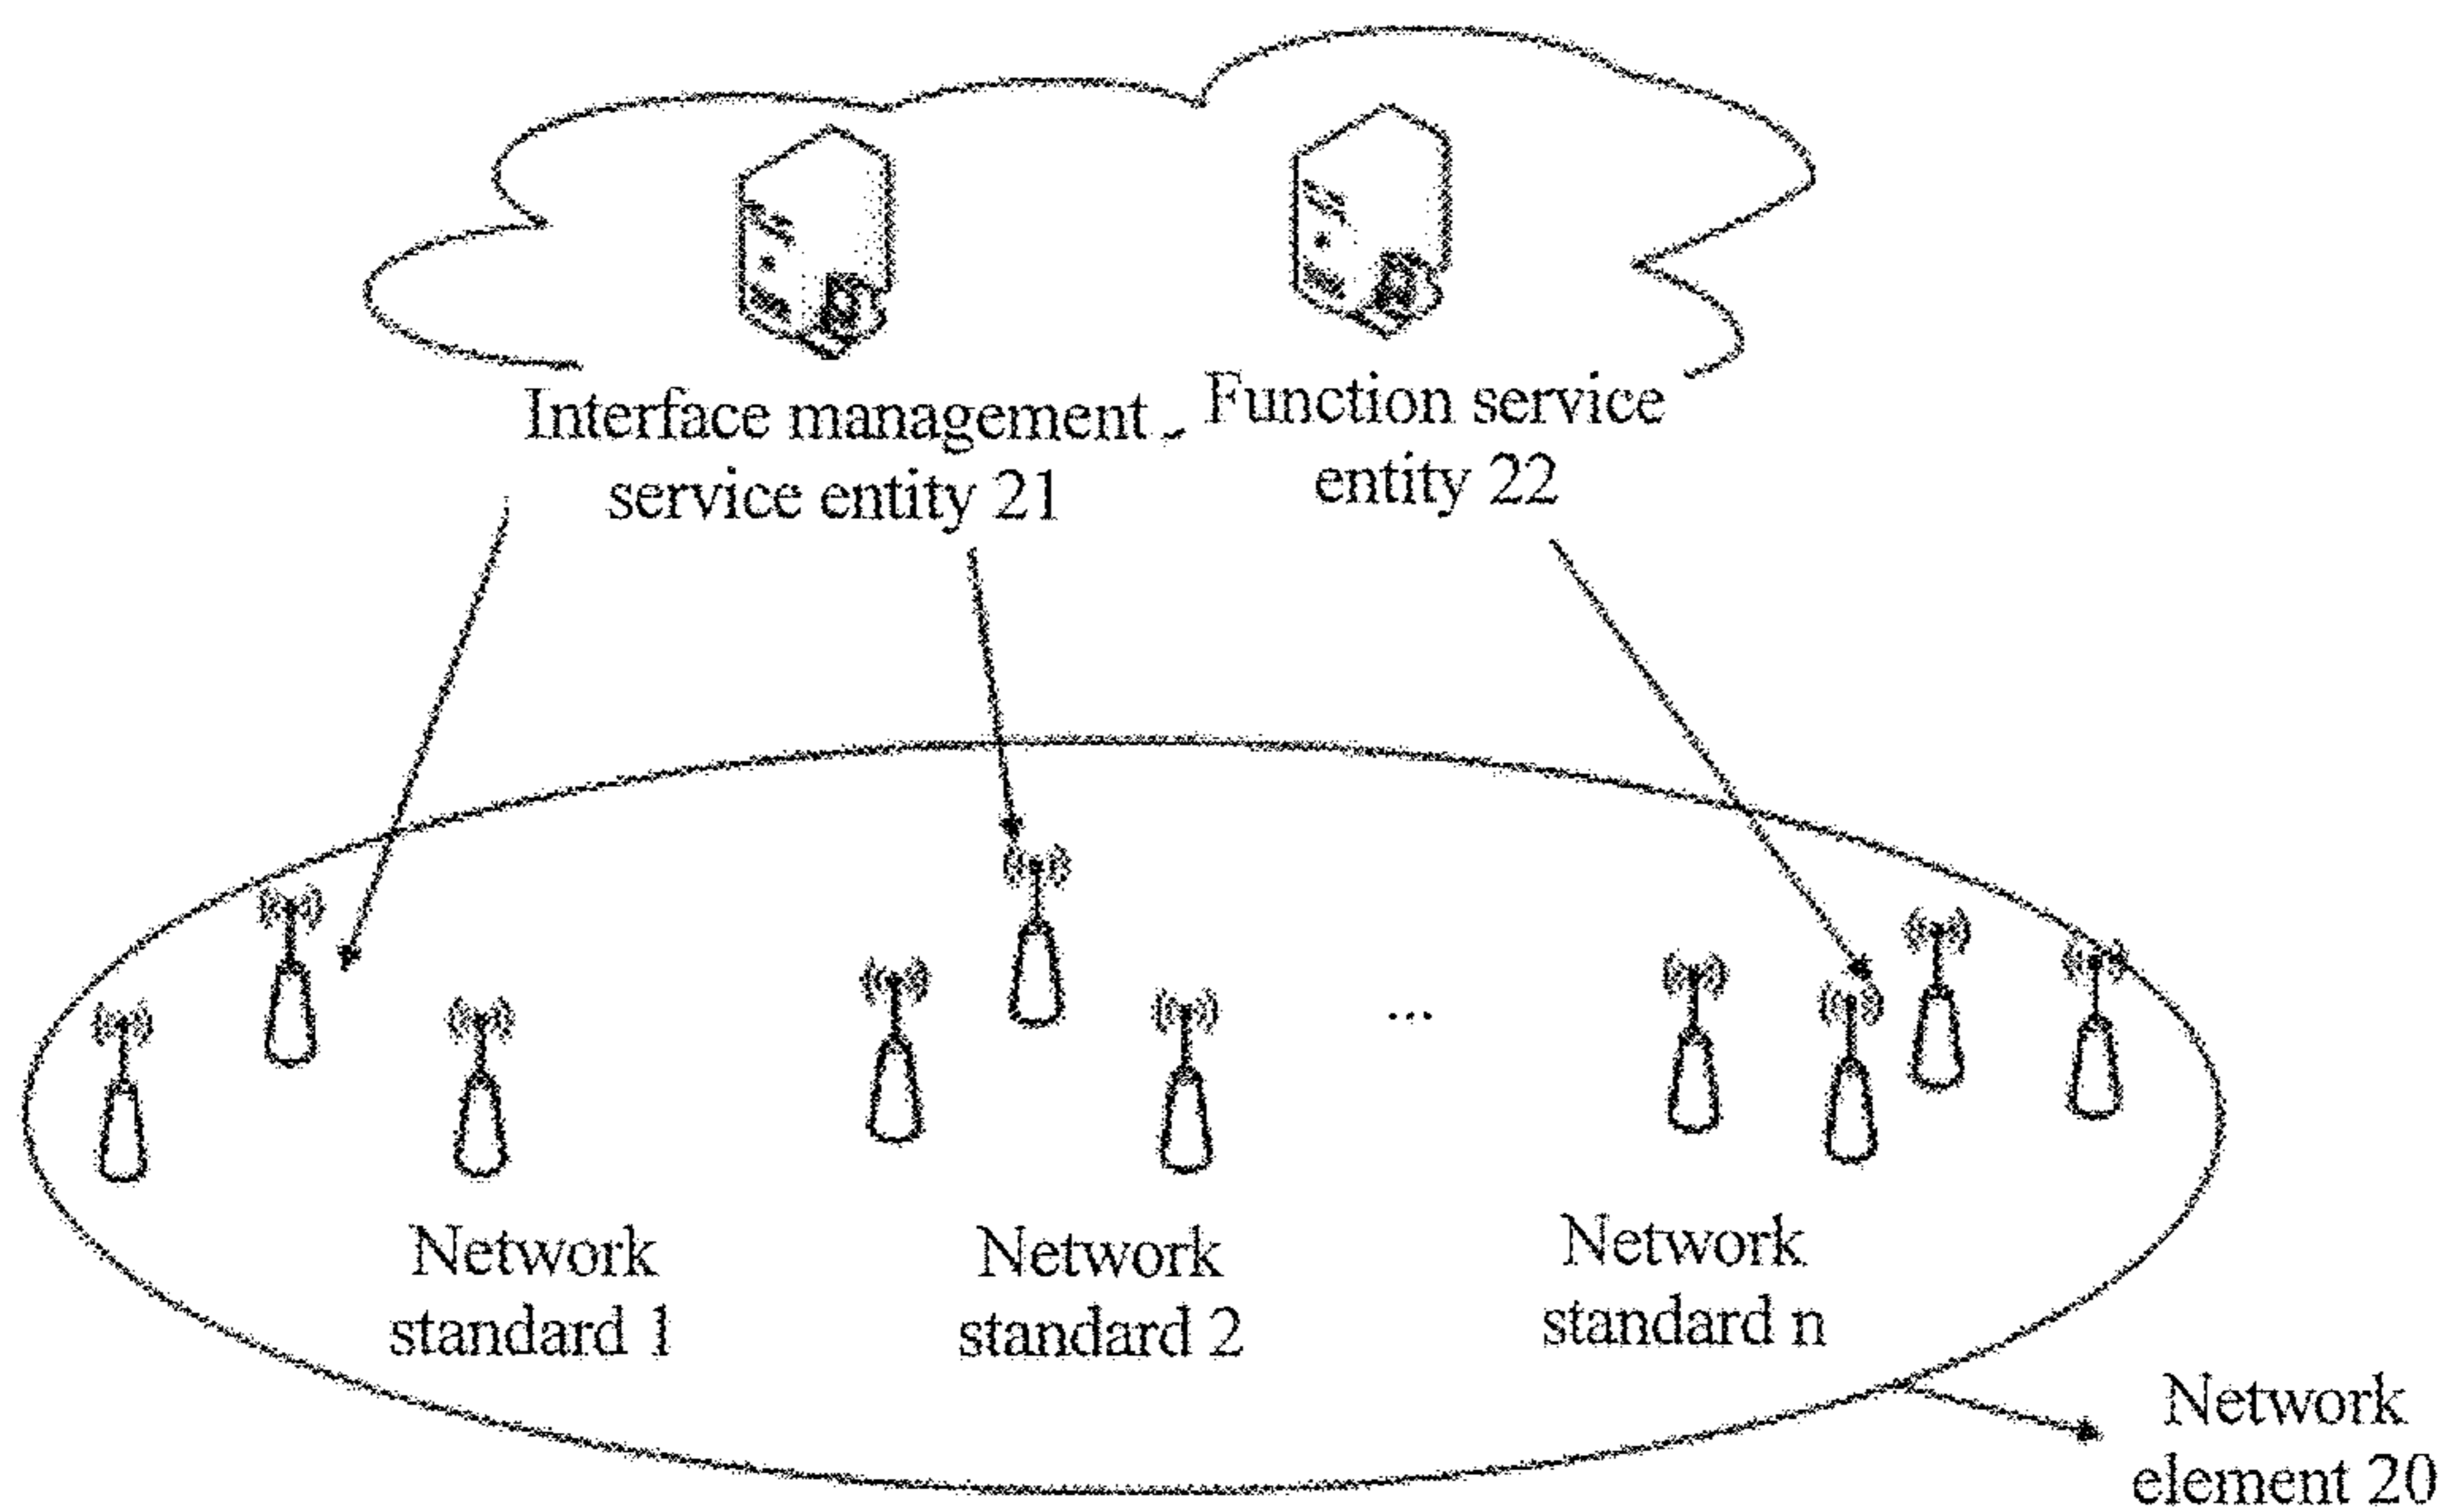 Interface management
service entity 21
Function service
entity 22
...
Network
standard 1
Network
standard 2
Network
standard n
Network
element 20